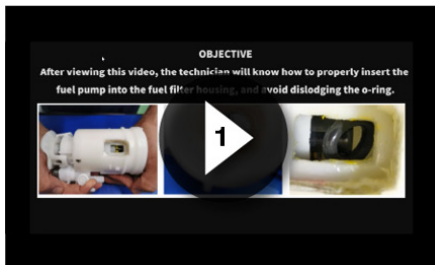 OBJECTIVE
After viewing this video, the technician will know how to properly insert the
fuel pump into the fuel filter housing, and avoid dislodging the o-ring.
1